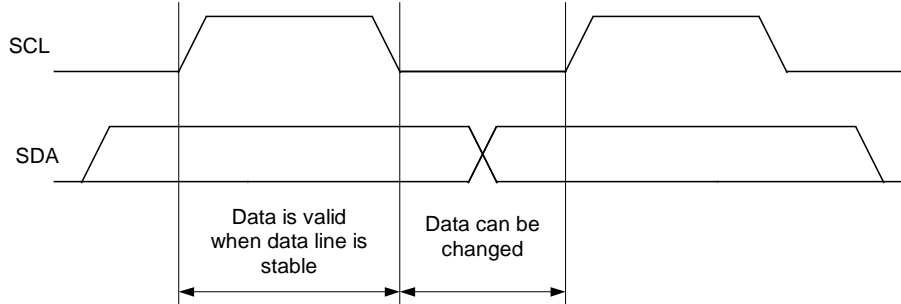 SCL
SDA
Data is valid
when data line is
stable
Data can be
changed